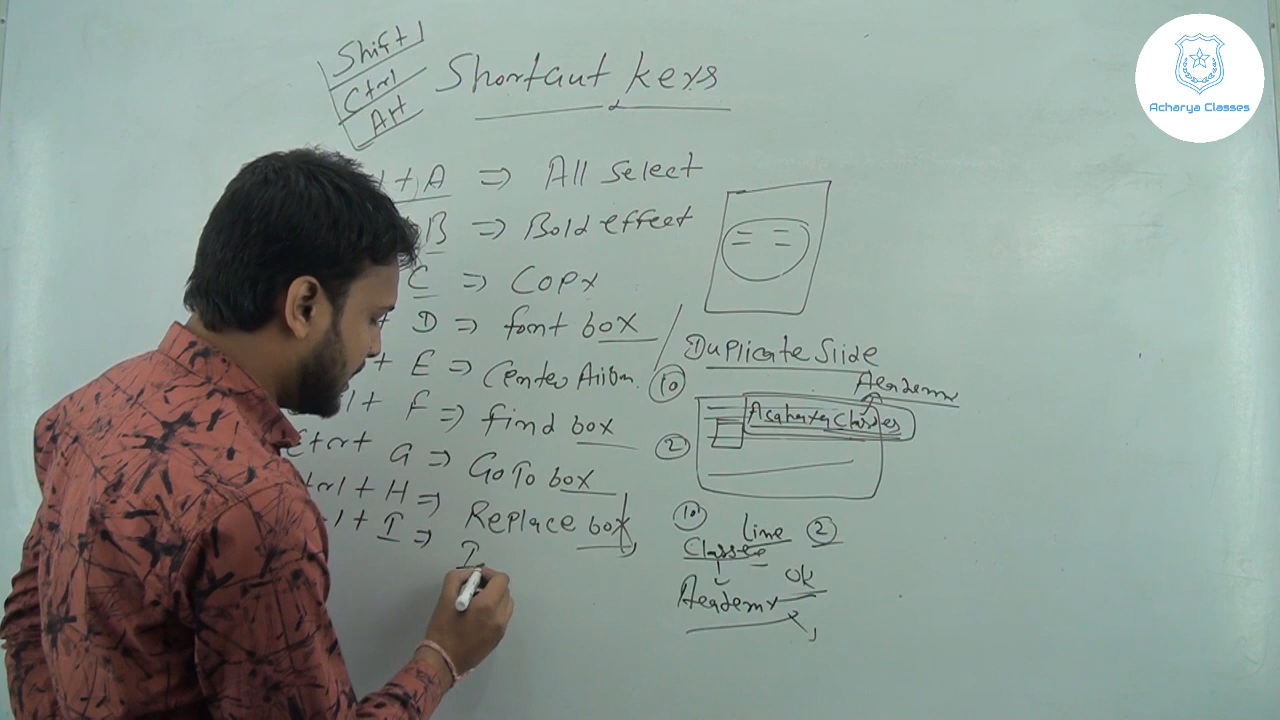 Shift
Ctrl
Alt
Shortcut keys
+ A => All Select
B => Bold effect
C => Copy
+ D => font box / Duplicate Slide
+ E => Center
+ F => find box
Ctrl G => GoTo box
Ctrl + H => Replace box
+ I => I
10
2
Academy
Classes
10 line 2
Classes
Academy ok
Acharya Classes